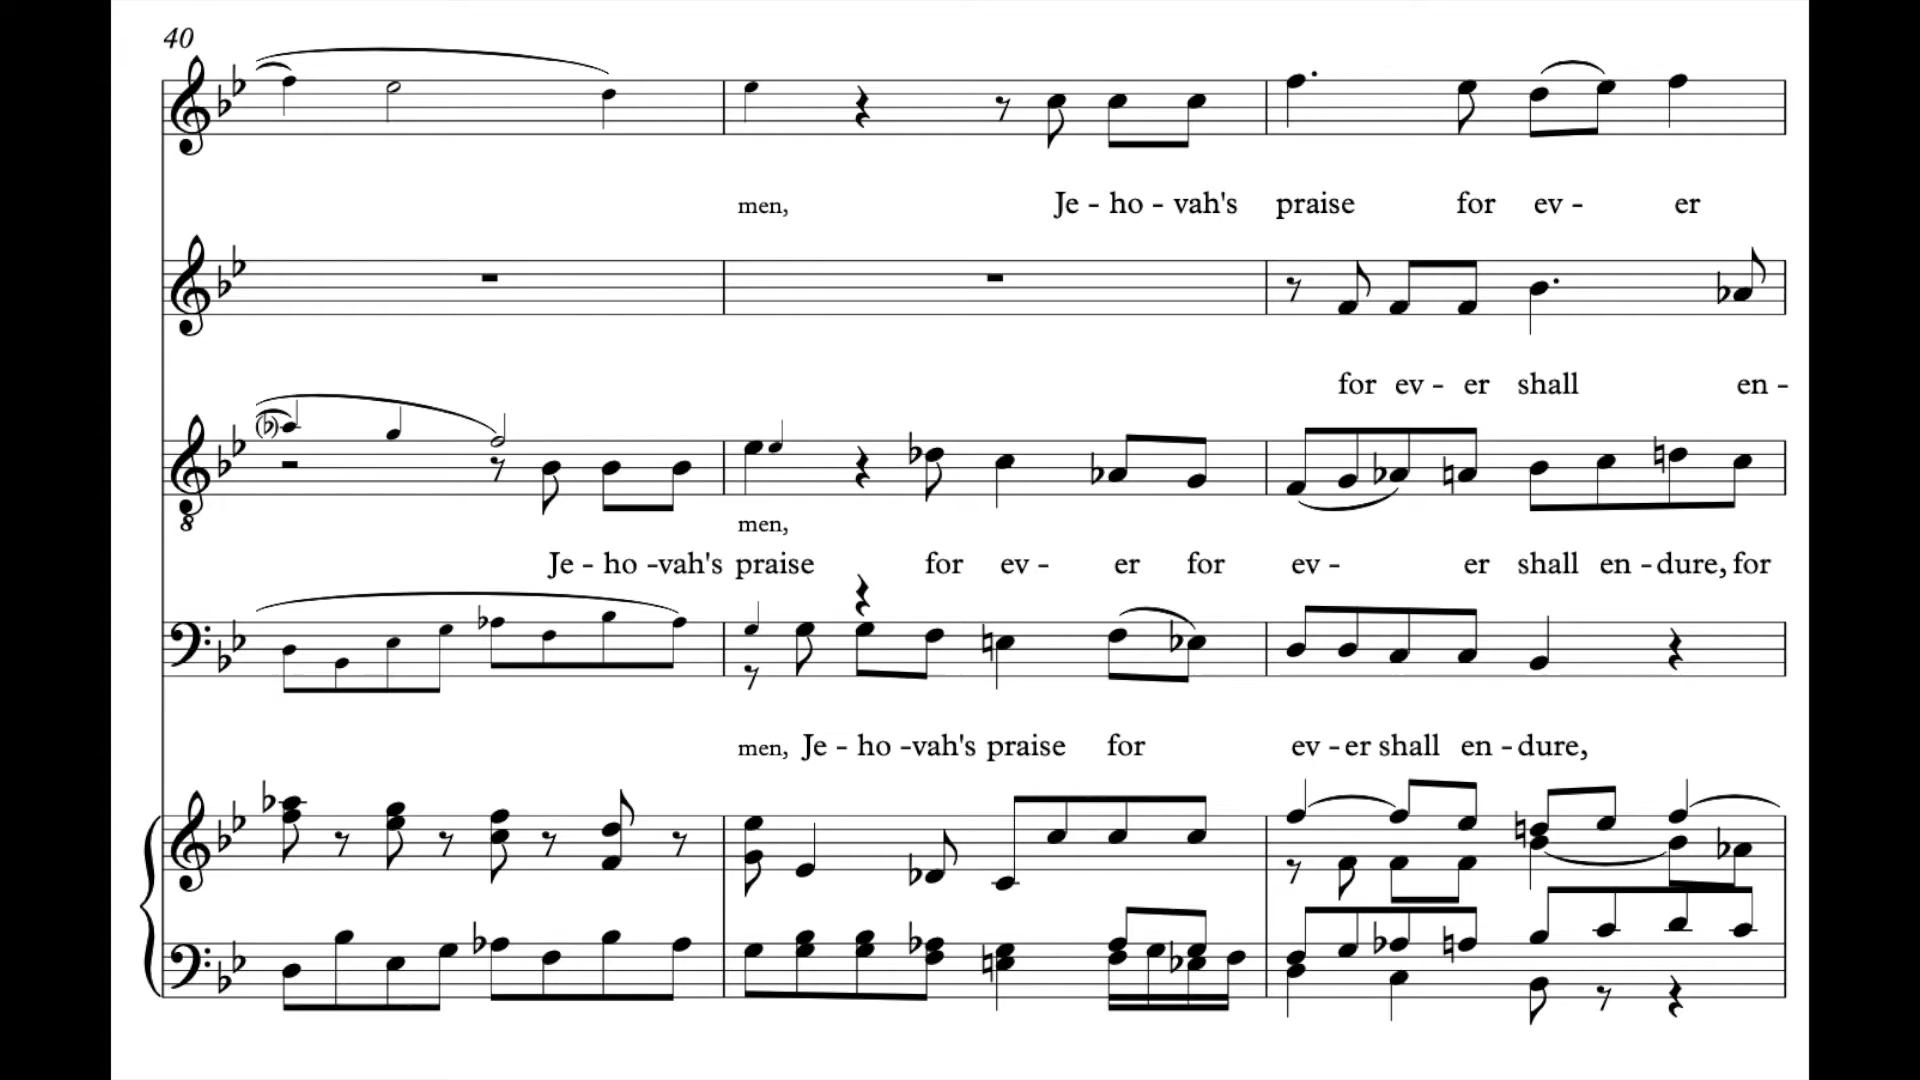 40
men, Je - ho - vah's praise for ev - er
for ev - er shall en -
8
men,
Je - ho - vah's praise for ev - er for ev - er shall en - dure, for
men, Je - ho - vah's praise for ev - er shall en - dure,